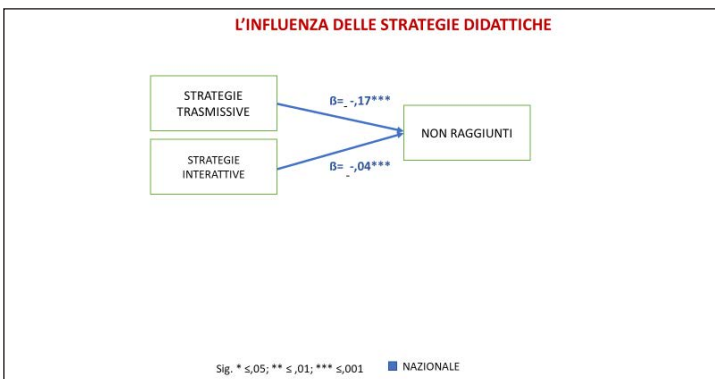 L'INFLUENZA DELLE STRATEGIE DIDATTICHE
STRATEGIE
TRASMISSIVE
ß=_-,17***
NON RAGGIUNTI
STRATEGIE
INTERATTIVE
ß=_-,04***
Sig. * ≤,05; ** ≤ ,01; *** ≤,001
NAZIONALE